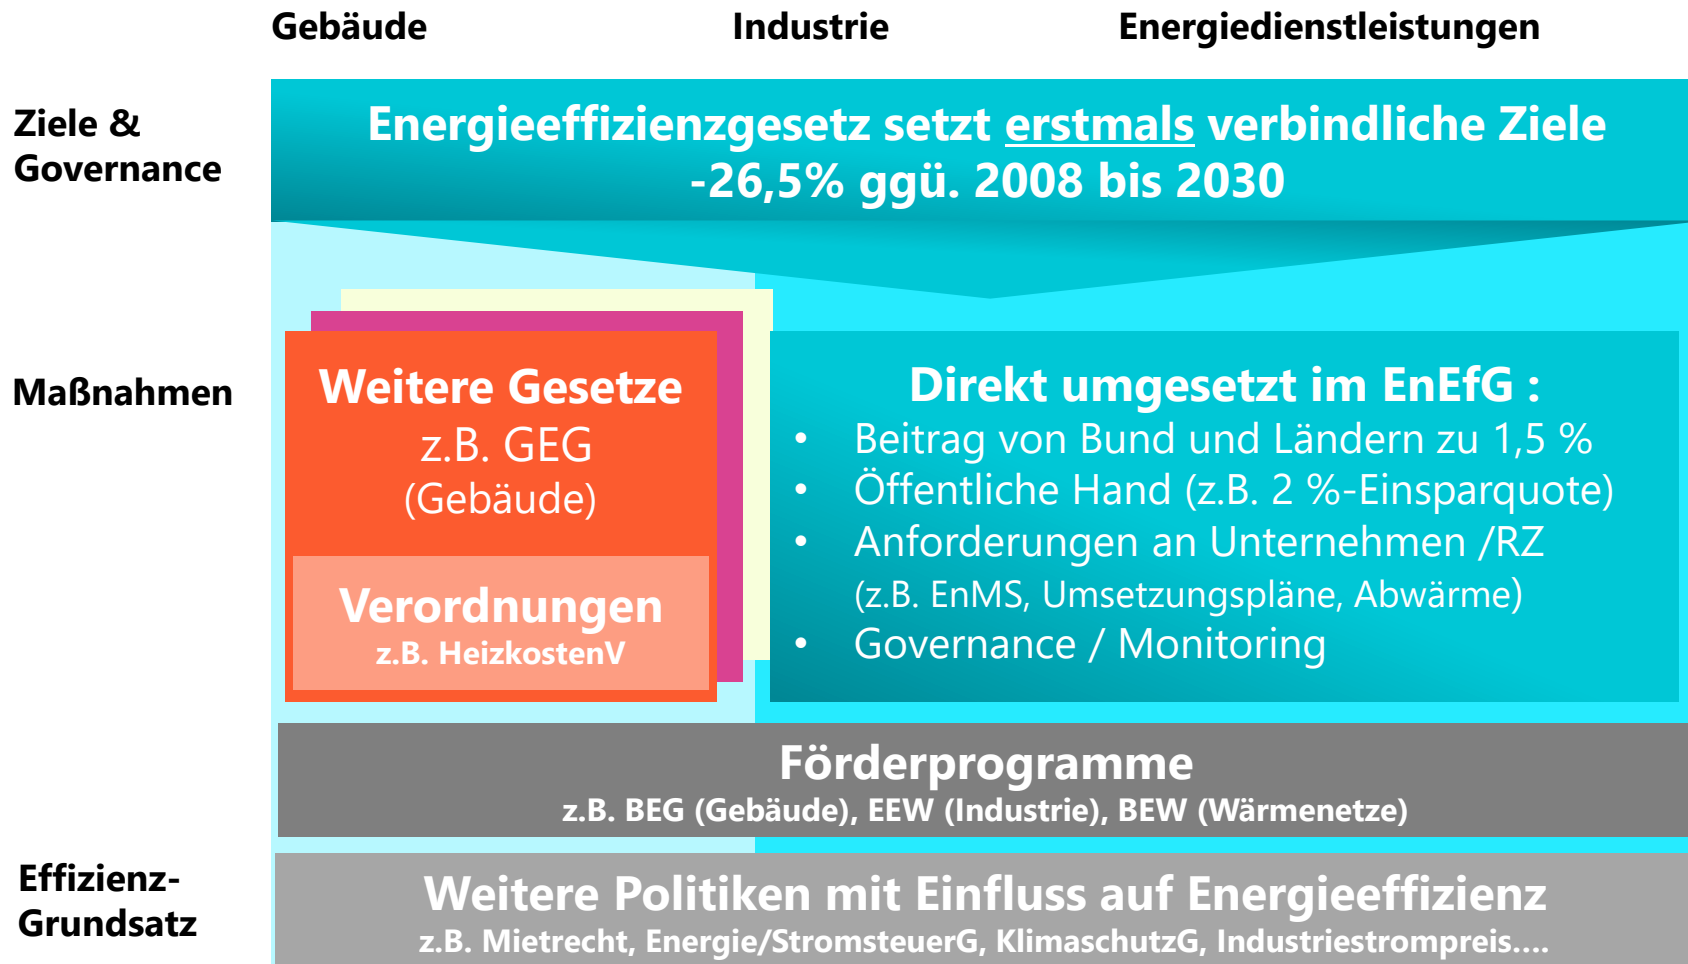 Gebäude Industrie Energiedienstleistungen
Ziele &
Governance
Energieeffizienzgesetz setzt erstmals verbindliche Ziele
-26,5% ggü. 2008 bis 2030
Maßnahmen
Weitere Gesetze
z.B. GEG
(Gebäude)
Verordnungen
z.B. HeizkostenV
Direkt umgesetzt im EnEfG :
• Beitrag von Bund und Ländern zu 1,5 %
• Öffentliche Hand (z.B. 2 %-Einsparquote)
• Anforderungen an Unternehmen /RZ
(z.B. EnMS, Umsetzungspläne, Abwärme)
• Governance / Monitoring
Förderprogramme
z.B. BEG (Gebäude), EEW (Industrie), BEW (Wärmenetze)
Effizienz-
Grundsatz
Weitere Politiken mit Einfluss auf Energieeffizienz
z.B. Mietrecht, Energie/StromsteuerG, KlimaschutzG, Industriestrompreis....